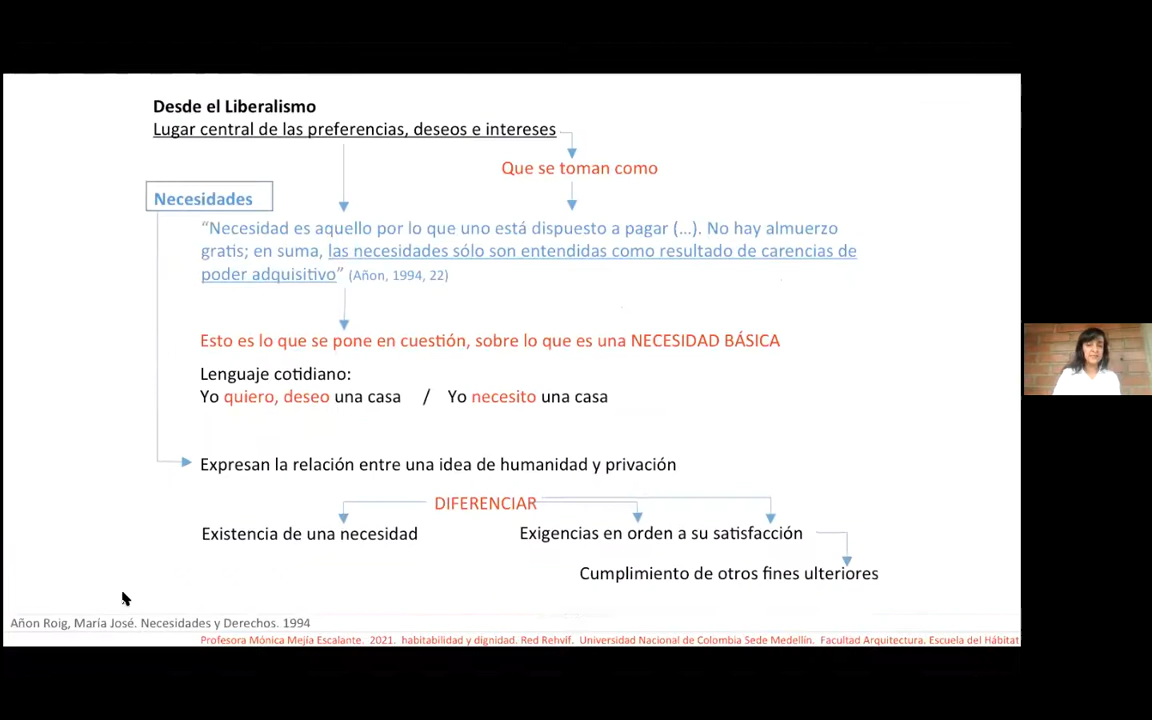 Desde el Liberalismo
Lugar central de las preferencias, deseos e intereses
Que se toman como
Necesidades
“Necesidad es aquello por lo que uno está dispuesto a pagar (...). No hay almuerzo
gratis; en suma, las necesidades sólo son entendidas como resultado de carencias de
poder adquisitivo” (Añon, 1994, 22)
Esto es lo que se pone en cuestión, sobre lo que es una NECESIDAD BÁSICA
Lenguaje cotidiano:
Yo quiero, deseo una casa / Yo necesito una casa
Expresan la relación entre una idea de humanidad y privación
DIFERENCIAR
Existencia de una necesidad Exigencias en orden a su satisfacción
Cumplimiento de otros fines ulteriores
Añon Roig, María José. Necesidades y Derechos. 1994
Profesora Mónica Mejía Escalante. 2021. habitabilidad y dignidad. Red Rehvif. Universidad Nacional de Colombia Sede Medellín. Facultad Arquitectura. Escuela del Hábitat